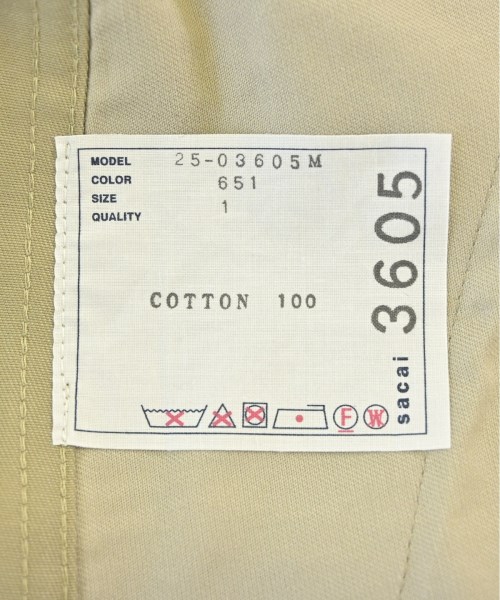 MODEL 25-03605M
COLOR 651
SIZE 1
QUALITY
COTTON 100
F W
sacai 3605